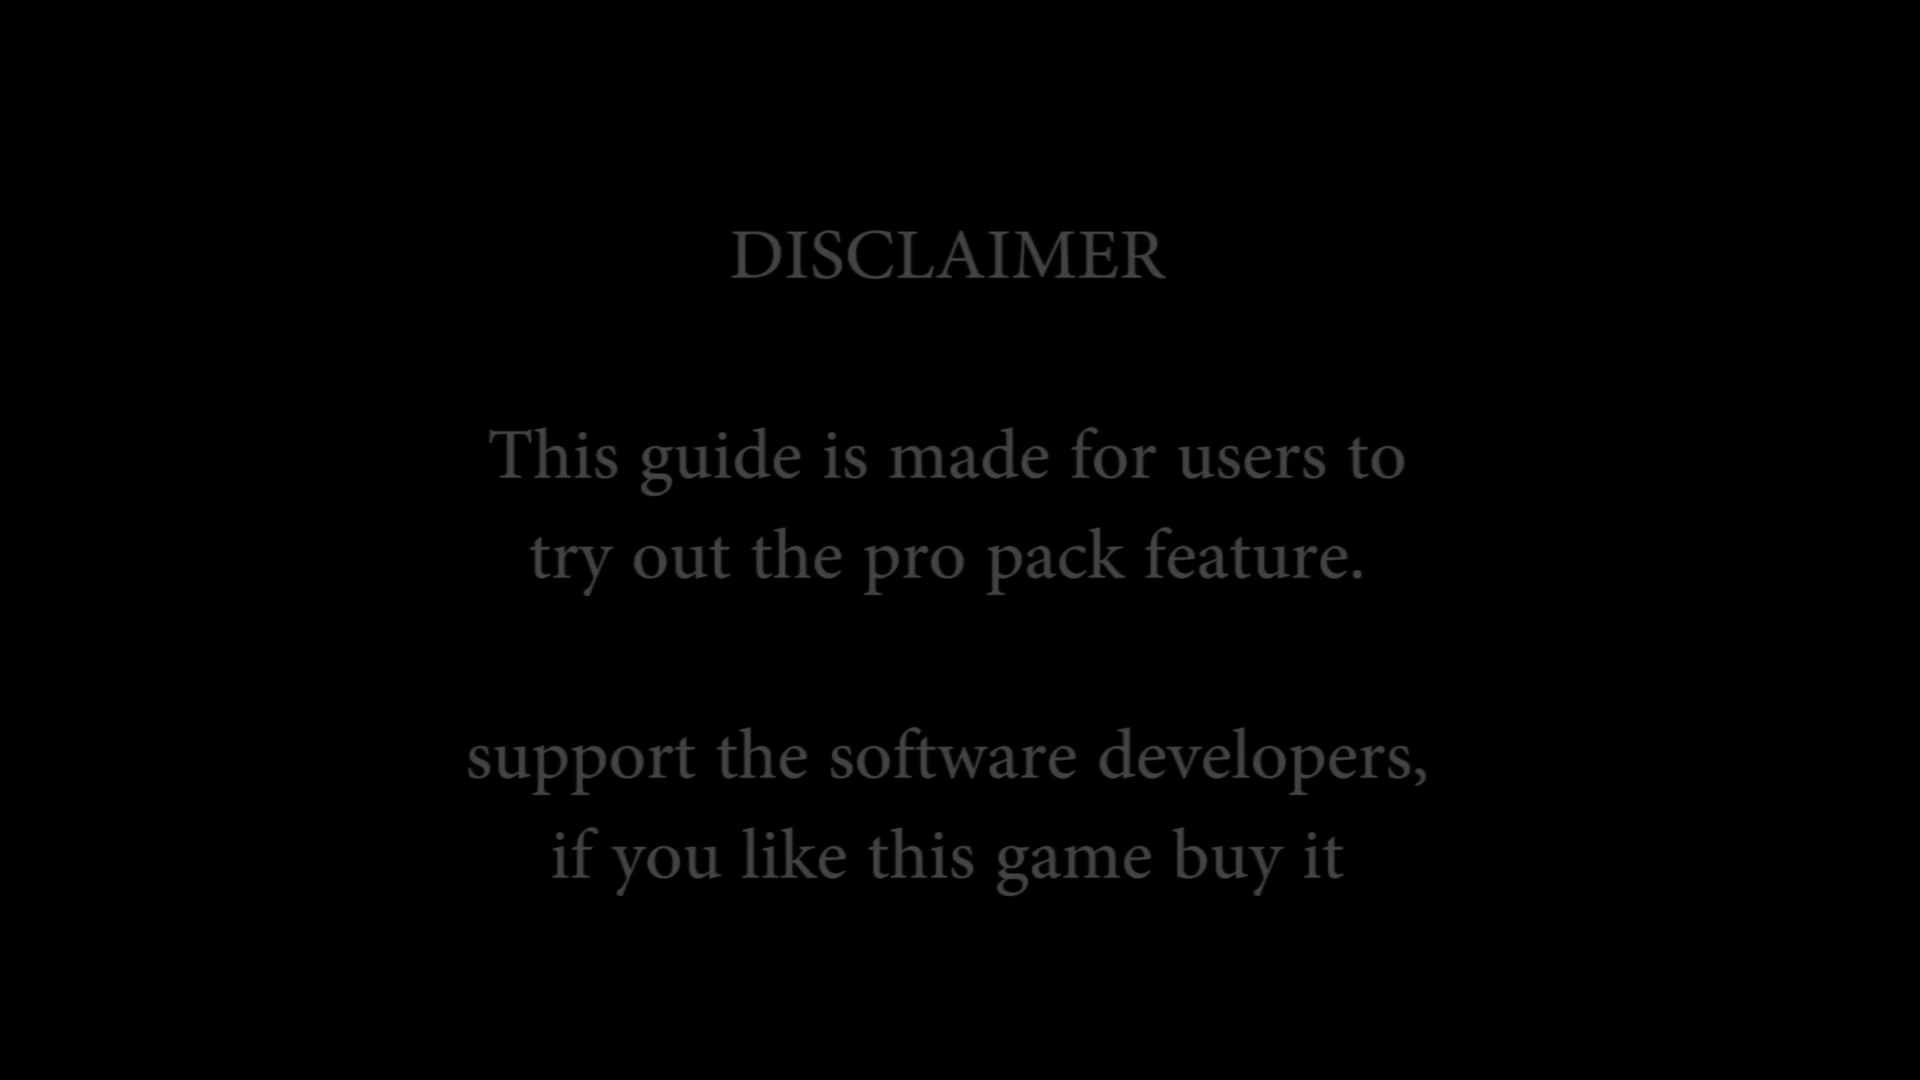 DISCLAIMER
This guide is made for users to
try out the pro pack feature.
support the software developers,
if you like this game buy it